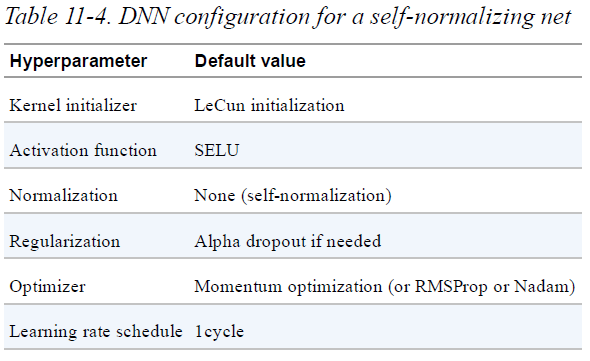 Table 11-4. DNN configuration for a self-normalizing net
Hyperparameter Default value
Kernel initializer LeCun initialization
Activation function SELU
Normalization None (self-normalization)
Regularization Alpha dropout if needed
Optimizer Momentum optimization (or RMSProp or Nadam)
Learning rate schedule 1cycle